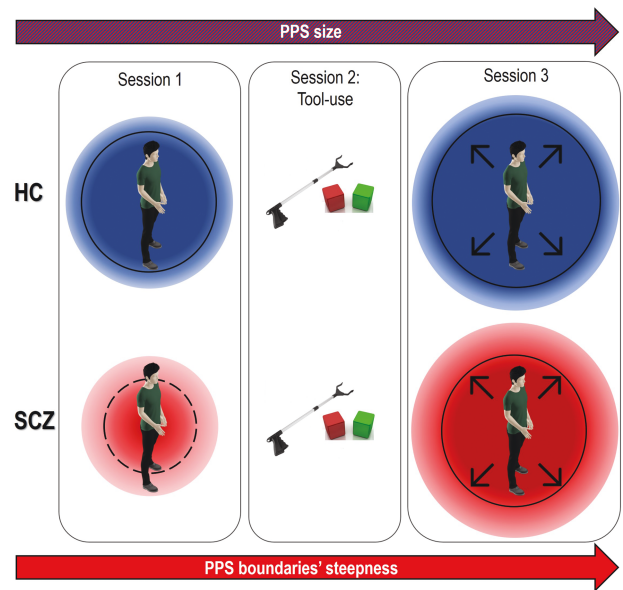 PPS size
Session 1
Session 2:
Tool-use
Session 3
HC
SCZ
PPS boundaries' steepness